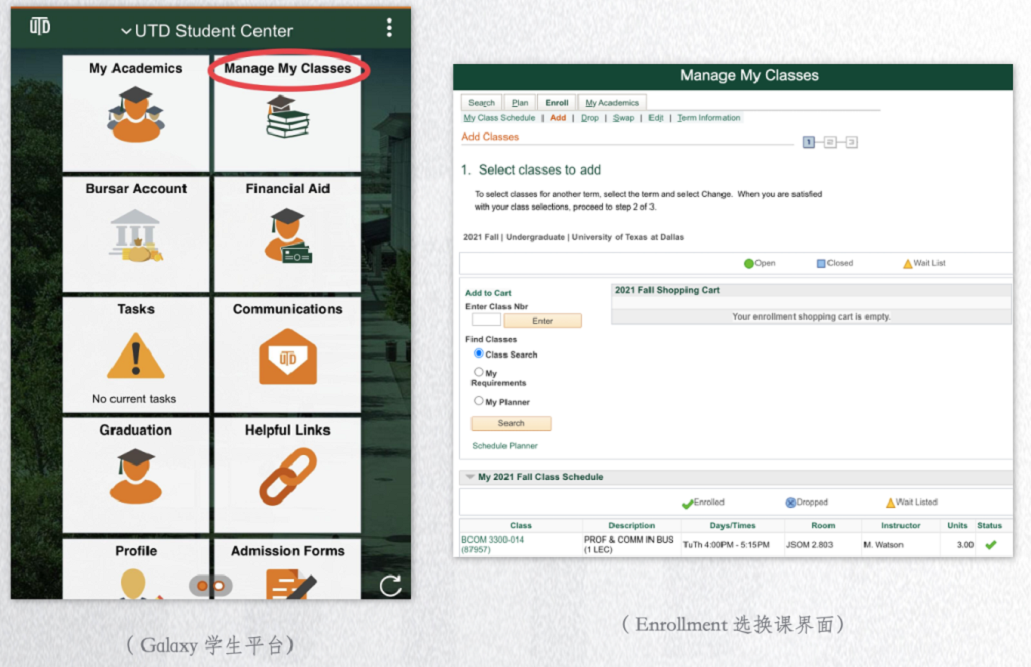 UTD
UTD Student Center
My Academics
Manage My Classes
Bursar Account
Financial Aid
Tasks
Communications
UTD
No current tasks
Graduation
Helpful Links
Profile
Admission Forms
( Galaxy 学生平台)
Manage My Classes
Search Plan Enroll My Academics
My Class Schedule || Add | Drop | Swap | Edit | Term Information
Add Classes
1 2 3
1. Select classes to add
To select classes for another term, select the term and select Change. When you are satisfied
with your class selections, proceed to step 2 of 3.
2021 Fall | Undergraduate | University of Texas at Dallas
Open Closed Wait List
Add to Cart
Enter Class Nbr
Enter
Find Classes
Class Search
My
Requirements
My Planner
Search
Schedule Planner
2021 Fall Shopping Cart
Your enrollment shopping cart is empty.
My 2021 Fall Class Schedule
Enrolled Dropped Wait Listed
Class Description Days/Times Room Instructor Units Status
BCOM 3300-014 PROF & COMM IN BUS
(87957) (1 LEC) TuTh 4:00PM - 5:15PM JSOM 2.803 M. Watson 3.00
( Enrollment 选换课界面)